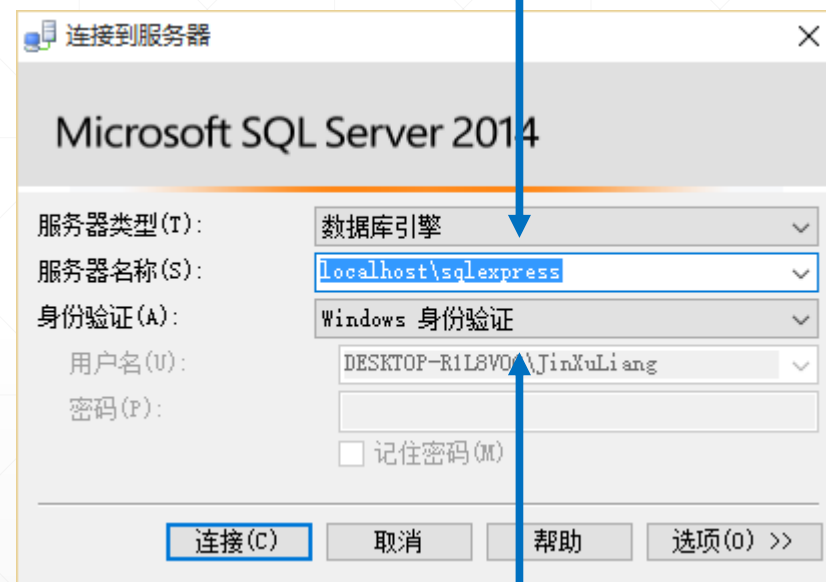 连接到服务器
Microsoft SQL Server 2014
服务器类型(T): 数据库引擎
服务器名称(S): localhost\sqlexpress
身份验证(A): Windows 身份验证
用户名(U): \JinXuLiang
密码(P):
记住密码(M)
连接(C) 取消 帮助 选项(O) >>